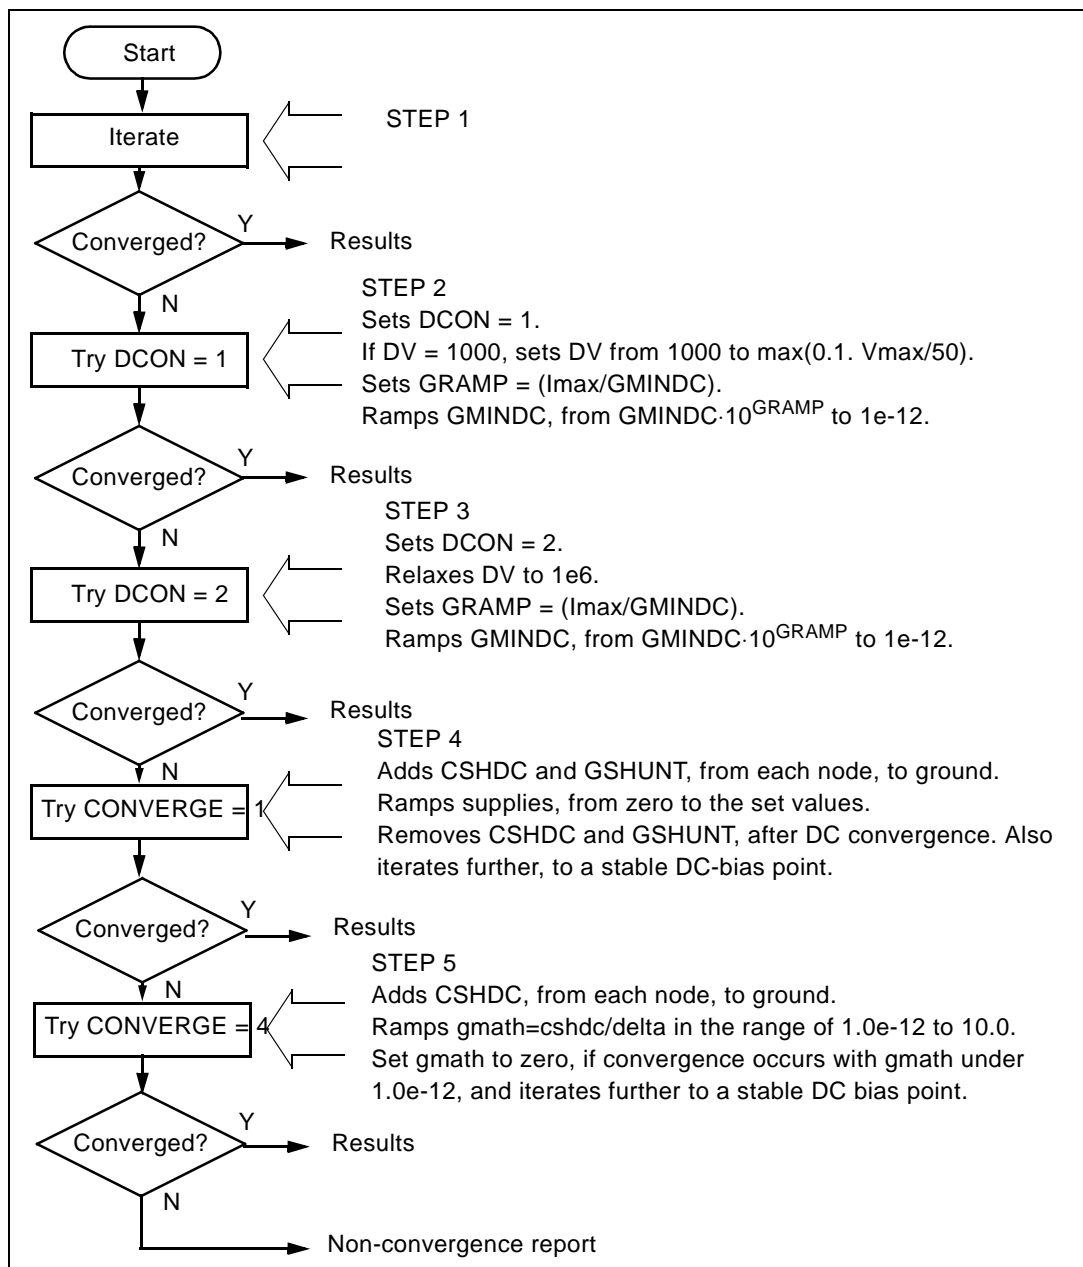 Start
Iterate
STEP 1
Converged?
Y
Results
N
STEP 2
Sets DCON = 1.
If DV = 1000, sets DV from 1000 to max(0.1. Vmax/50).
Sets GRAMP = (Imax/GMINDC).
Ramps GMINDC, from GMINDC·10^GRAMP to 1e-12.
Try DCON = 1
Converged?
Y
Results
N
STEP 3
Sets DCON = 2.
Relaxes DV to 1e6.
Sets GRAMP = (Imax/GMINDC).
Ramps GMINDC, from GMINDC·10^GRAMP to 1e-12.
Try DCON = 2
Converged?
Y
Results
N
STEP 4
Adds CSHDC and GSHUNT, from each node, to ground.
Ramps supplies, from zero to the set values.
Removes CSHDC and GSHUNT, after DC convergence. Also
iterates further, to a stable DC-bias point.
Try CONVERGE = 1
Converged?
Y
Results
N
STEP 5
Adds CSHDC, from each node, to ground.
Ramps gmath=cshdc/delta in the range of 1.0e-12 to 10.0.
Set gmath to zero, if convergence occurs with gmath under
1.0e-12, and iterates further to a stable DC bias point.
Try CONVERGE = 4
Converged?
Y
Results
N
Non-convergence report